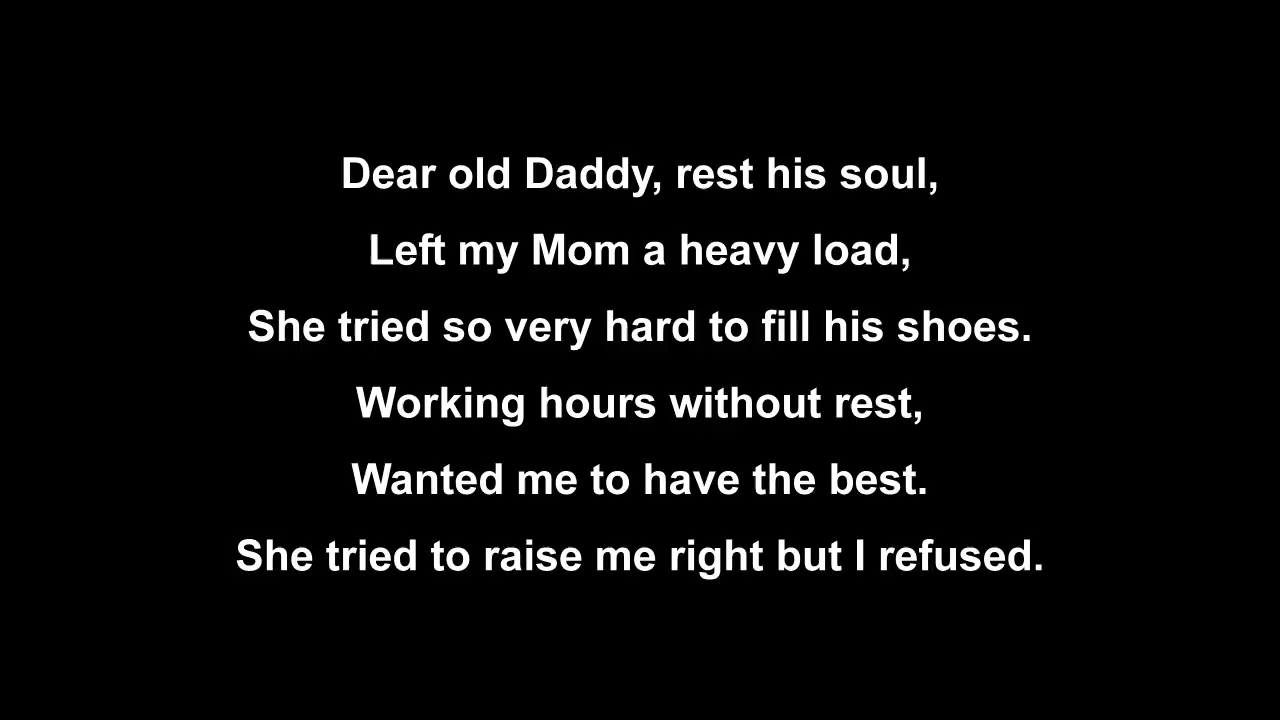 Dear old Daddy, rest his soul,
Left my Mom a heavy load,
She tried so very hard to fill his shoes.
Working hours without rest,
Wanted me to have the best.
She tried to raise me right but I refused.